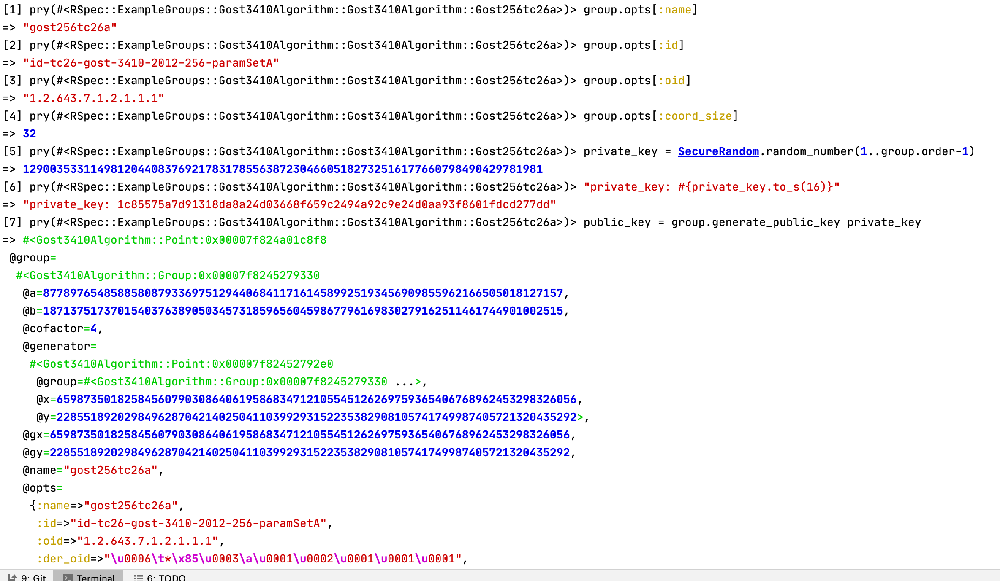 [1] pry(#<RSpec::ExampleGroups::Gost3410Algorithm::Gost3410Algorithm::Gost256tc26a>)> group.opts[:name]
=> "gost256tc26a"
[2] pry(#<RSpec::ExampleGroups::Gost3410Algorithm::Gost3410Algorithm::Gost256tc26a>)> group.opts[:id]
=> "id-tc26-gost-3410-2012-256-paramSetA"
[3] pry(#<RSpec::ExampleGroups::Gost3410Algorithm::Gost3410Algorithm::Gost256tc26a>)> group.opts[:oid]
=> "1.2.643.7.1.2.1.1.1"
[4] pry(#<RSpec::ExampleGroups::Gost3410Algorithm::Gost3410Algorithm::Gost256tc26a>)> group.opts[:coord_size]
=> 32
[5] pry(#<RSpec::ExampleGroups::Gost3410Algorithm::Gost3410Algorithm::Gost256tc26a>)> private_key = SecureRandom.random_number(1..group.order-1)
=> 12900353311498120440837692178317855638723046605182732516177660798490429781981
[6] pry(#<RSpec::ExampleGroups::Gost3410Algorithm::Gost3410Algorithm::Gost256tc26a>)> "private_key: #{private_key.to_s(16)}"
=> "private_key: 1c85575a7d91318da8a24d03668f659c2494a92c9e24d0aa93f8601fdcd277dd"
[7] pry(#<RSpec::ExampleGroups::Gost3410Algorithm::Gost3410Algorithm::Gost256tc26a>)> public_key = group.generate_public_key private_key
=> #<Gost3410Algorithm::Point:0x00007f824a01c8f8
@group=
#<Gost3410Algorithm::Group:0x00007f8245279330
@a=87789765485885808793369751294406841171614589925193456909855962166505018127157,
@b=18713751737015403763890503457318596560459867796169830279162511461744901002515,
@cofactor=4,
@generator=
#<Gost3410Algorithm::Point:0x00007f82452792e0
@group=#<Gost3410Algorithm::Group:0x00007f8245279330 ...>,
@x=65987350182584560790308640619586834712105545126269759365406768962453298326056,
@y=22855189202984962870421402504110399293152235382908105741749987405721320435292>,
@gx=65987350182584560790308640619586834712105545126269759365406768962453298326056,
@gy=22855189202984962870421402504110399293152235382908105741749987405721320435292,
@name="gost256tc26a",
@opts=
{:name=>"gost256tc26a",
:id=>"id-tc26-gost-3410-2012-256-paramSetA",
:oid=>"1.2.643.7.1.2.1.1.1",
:der_oid=>"\u0006\t*\x85\u0003\a\u0001\u0002\u0001\u0001\u0001",
9: Git Terminal 6: TODO